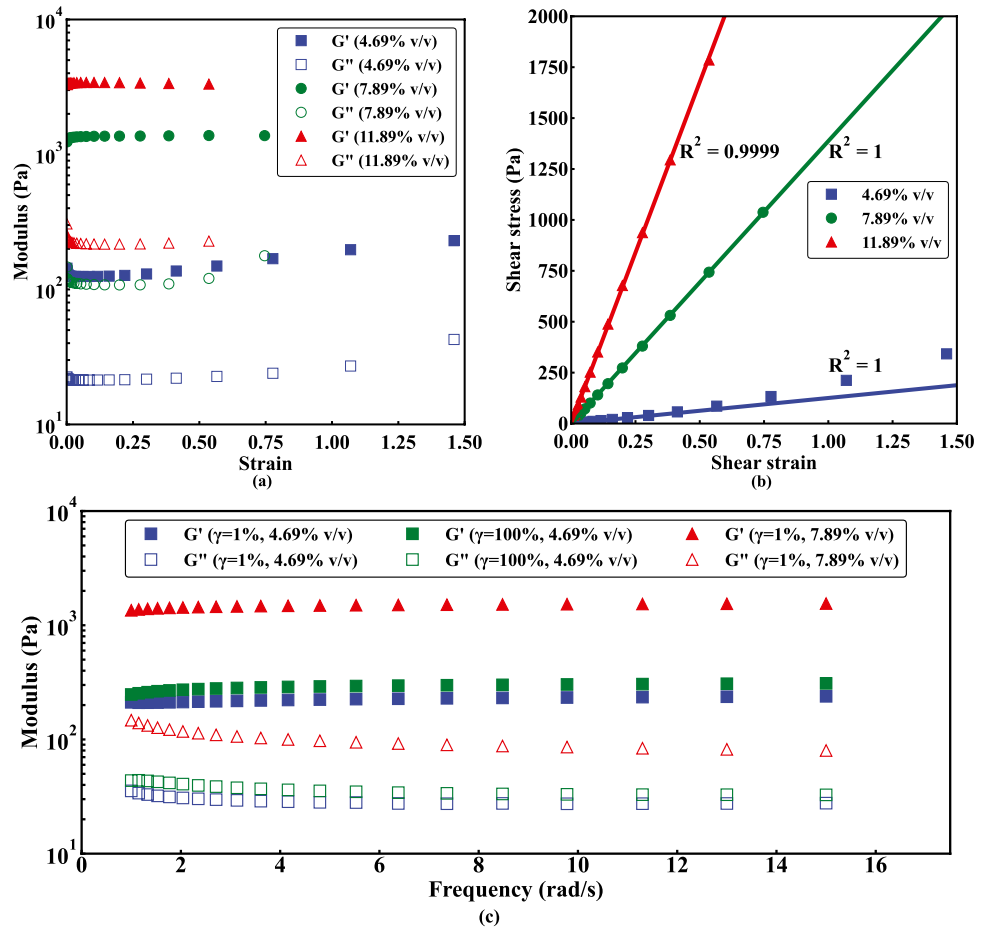 10⁴
10³
10²
10¹
Modulus (Pa)
G' (4.69% v/v)
G" (4.69% v/v)
G' (7.89% v/v)
G" (7.89% v/v)
G' (11.89% v/v)
G" (11.89% v/v)
0.00 0.25 0.50 0.75 1.00 1.25 1.50
Strain
(a)
2000
1750
1500
1250
1000
750
500
250
0
Shear stress (Pa)
R² = 0.9999
R² = 1
4.69% v/v
7.89% v/v
11.89% v/v
R² = 1
0.00 0.25 0.50 0.75 1.00 1.25 1.50
Shear strain
(b)
10⁴
10³
10²
10¹
Modulus (Pa)
G' (γ=1%, 4.69% v/v) G' (γ=100%, 4.69% v/v) G' (γ=1%, 7.89% v/v)
G" (γ=1%, 4.69% v/v) G" (γ=100%, 4.69% v/v) G" (γ=1%, 7.89% v/v)
0 2 4 6 8 10 12 14 16
Frequency (rad/s)
(c)